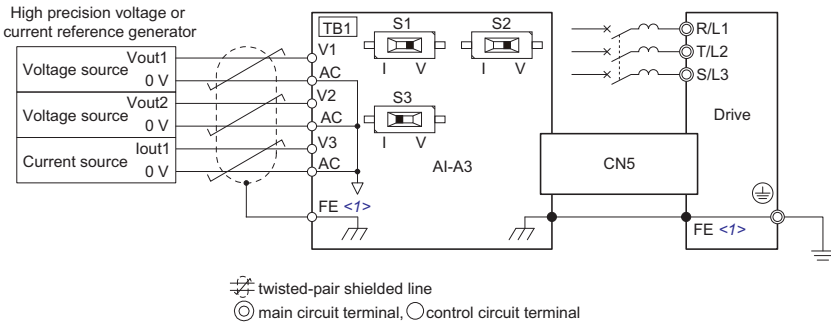 High precision voltage or
current reference generator
Voltage source
Vout1
0 V
Voltage source
Vout2
0 V
Current source
Iout1
0 V
TB1
V1
AC
V2
AC
V3
AC
FE <1>
S1
I V
S2
I V
S3
I V
AI-A3
CN5
R/L1
T/L2
S/L3
Drive
FE <1>
twisted-pair shielded line
main circuit terminal, control circuit terminal